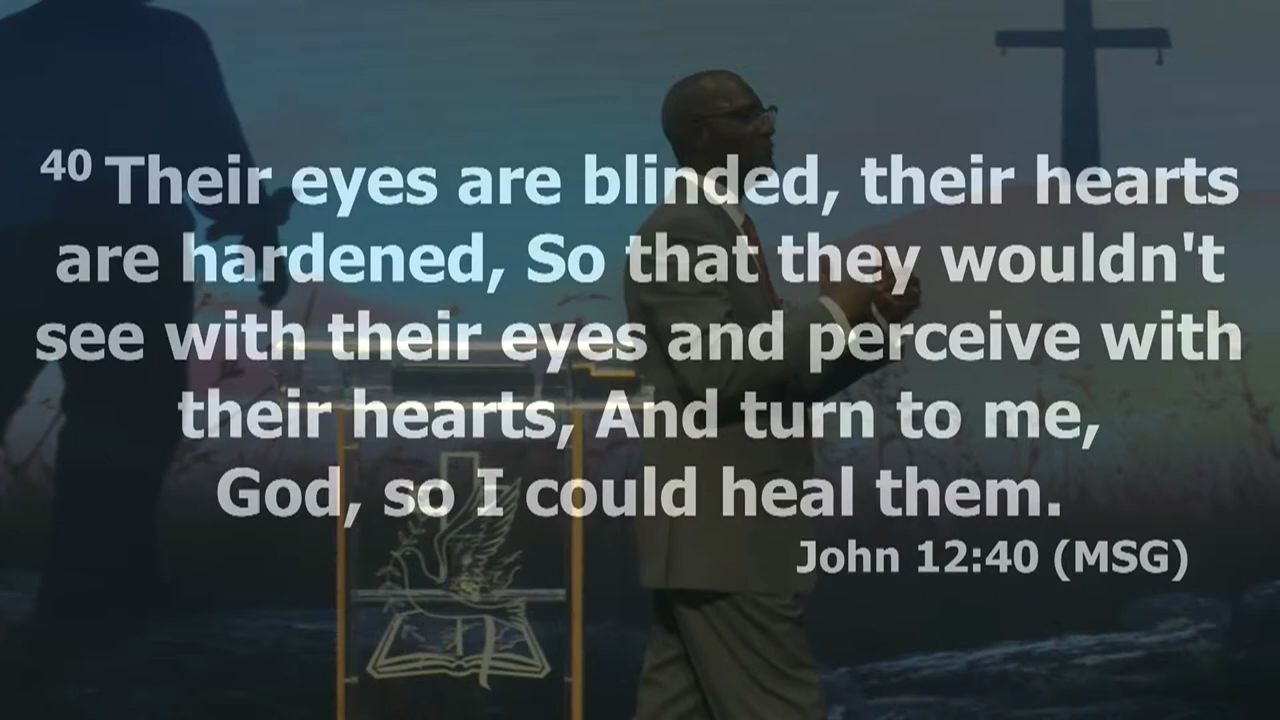 40 Their eyes are blinded, their hearts
are hardened, So that they wouldn't
see with their eyes and perceive with
their hearts, And turn to me,
God, so I could heal them.
John 12:40 (MSG)